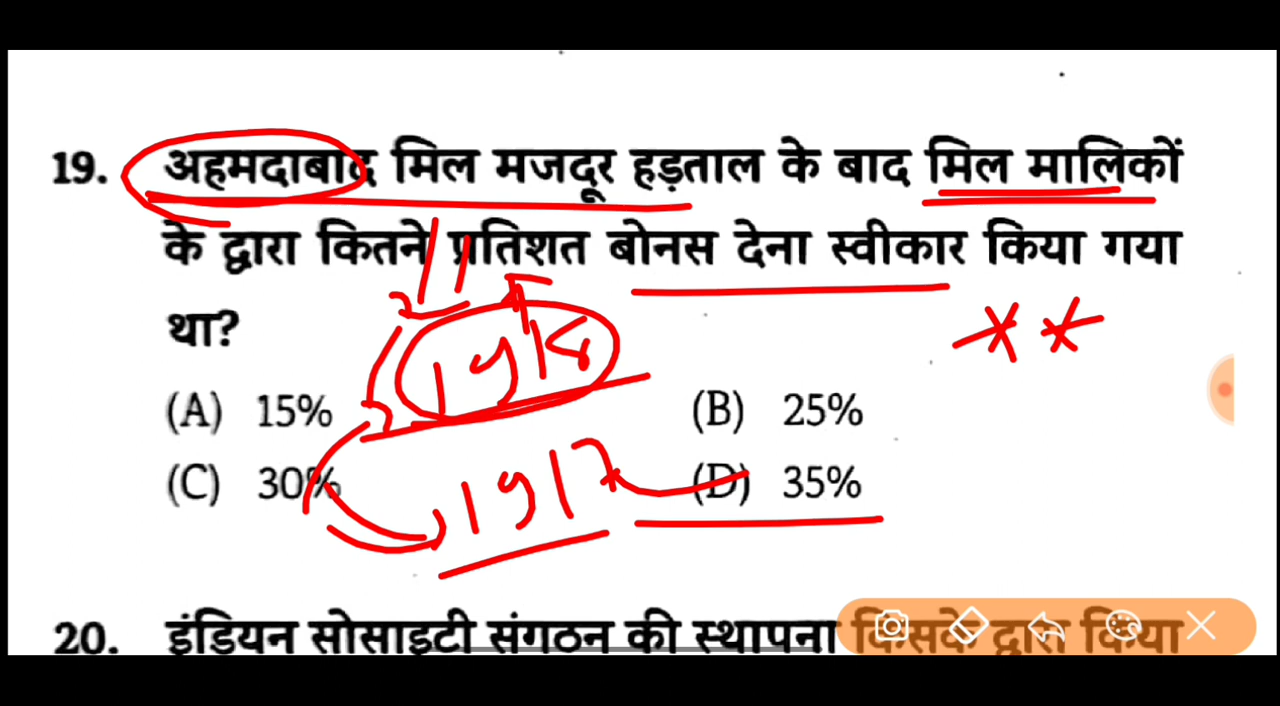 19. अहमदाबाद मिल मजदूर हड़ताल के बाद मिल मालिकों
के द्वारा कितने प्रतिशत बोनस देना स्वीकार किया गया
था?
1918
(A) 15% (B) 25%
(C) 30% (D) 35%
1917
20. इंडियन सोसाइटी संगठन की स्थापना किसके द्वारा किया